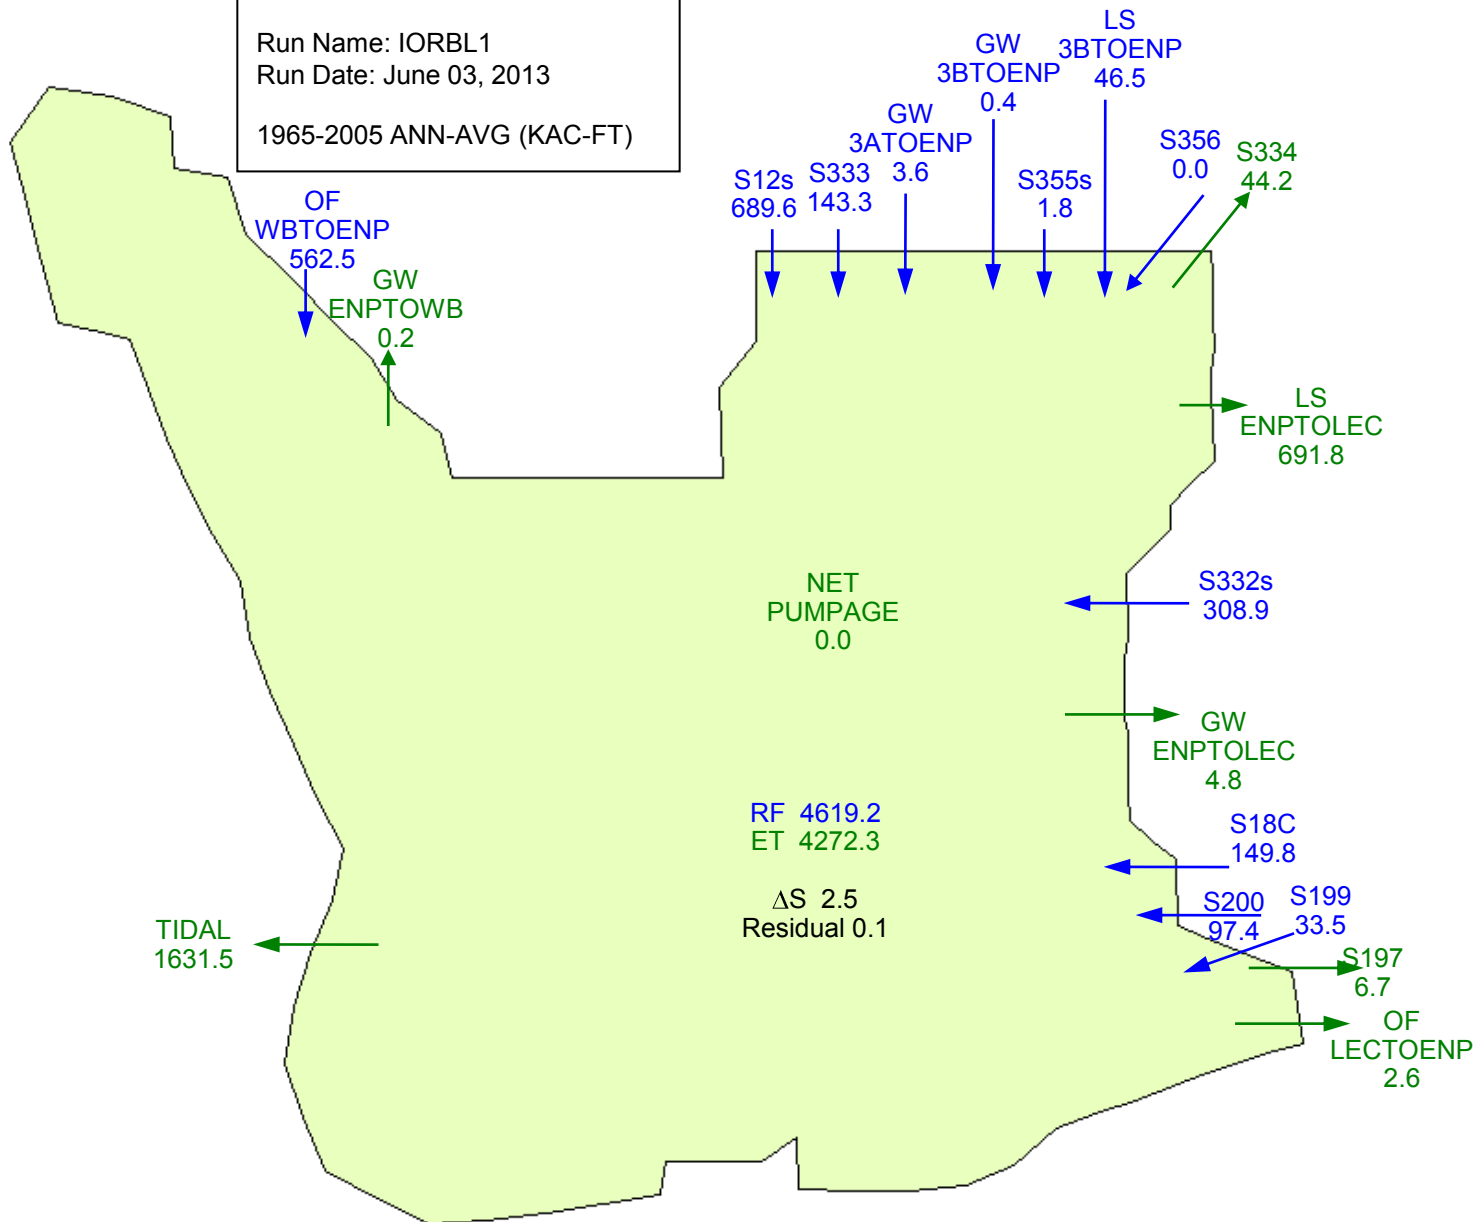 Run Name: IORBL1
Run Date: June 03, 2013
1965-2005 ANN-AVG (KAC-FT)
OF
WBTOENP
562.5
GW
ENPTOWB
0.2
S12s
689.6
S333
143.3
GW
3ATOENP
3.6
GW
3BTOENP
0.4
S355s
1.8
LS
3BTOENP
46.5
S356
0.0
S334
44.2
LS
ENPTOLEC
691.8
NET
PUMPAGE
0.0
S332s
308.9
GW
ENPTOLEC
4.8
RF 4619.2
ET 4272.3
ΔS 2.5
Residual 0.1
S18C
149.8
S200
97.4
S199
33.5
TIDAL
1631.5
S197
6.7
OF
LECTOENP
2.6